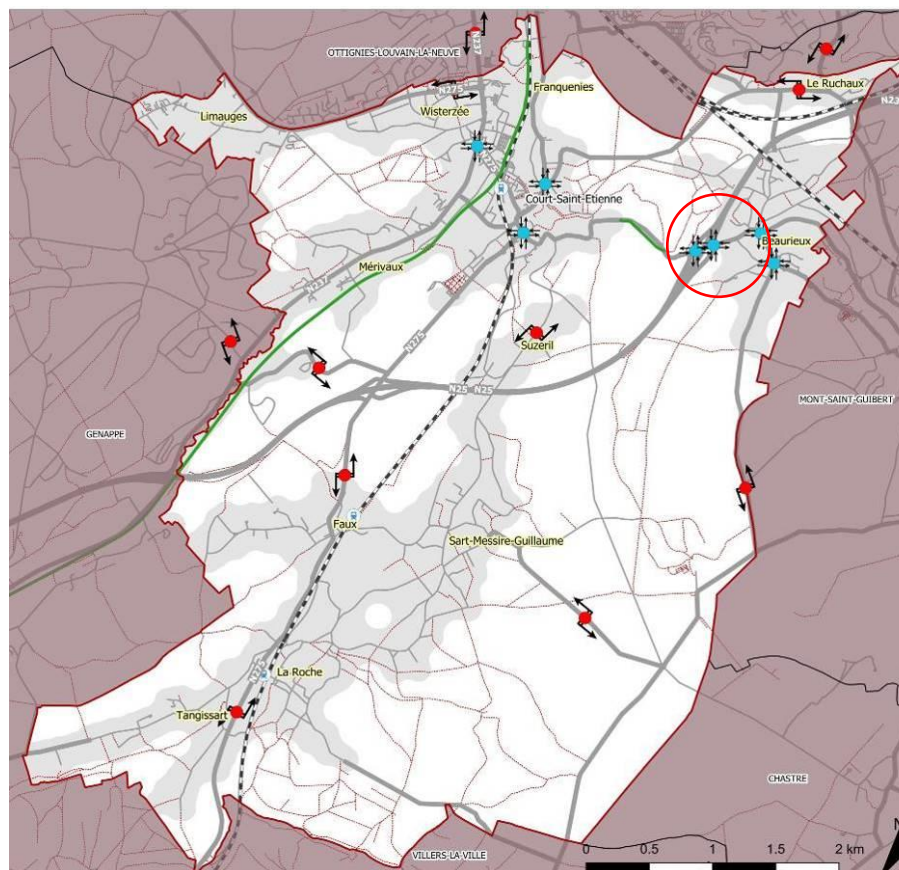 OTTIGNIES-LOUVAIN-LA-NEUVE
N237
Le Ruchaux
N275
Franquenies
Wisterzée
Limauges
Court-Saint-Etienne
Beaurieux
Mérivaux
N237
N275
Suzeril
N25 N25
MONT-SAINT-GUIBERT
GENAPPE
Faux
Sart-Messire-Guillaume
La Roche
N275
Tangissart
CHASTRE
N
0 0.5 1 1.5 2 km
VILLERS-LA-VILLE